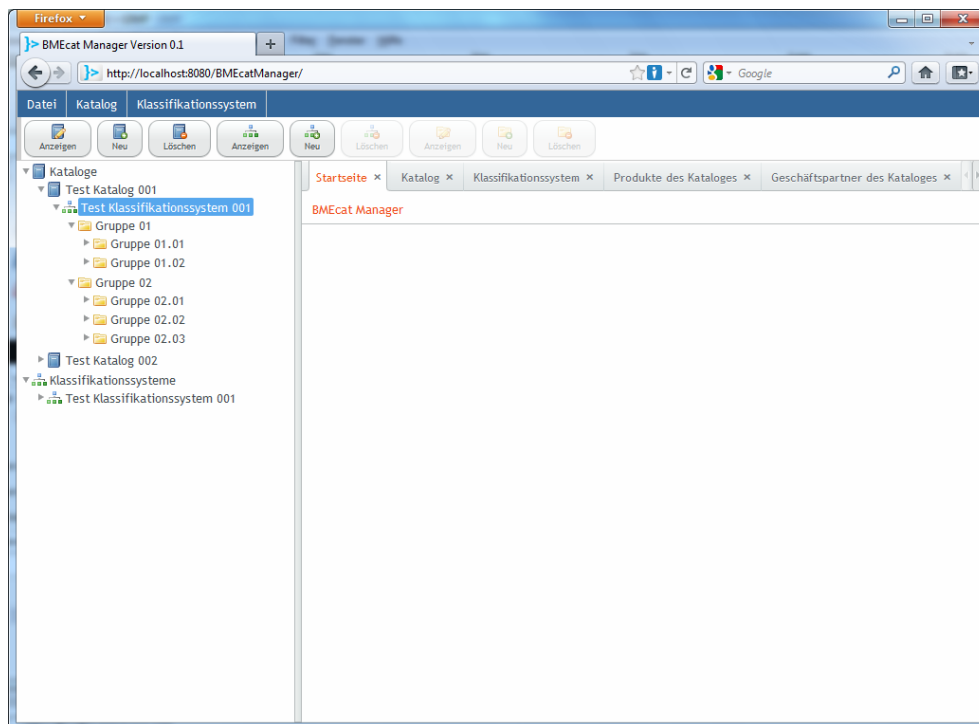 Firefox
BMEcat Manager Version 0.1
http://localhost:8080/BMEcatManager/
Google
Datei Katalog Klassifikationssystem
Anzeigen Neu Löschen Anzeigen Neu Löschen Anzeigen Neu Löschen
Kataloge
Test Katalog 001
Test Klassifikationssystem 001
Gruppe 01
Gruppe 01.01
Gruppe 01.02
Gruppe 02
Gruppe 02.01
Gruppe 02.02
Gruppe 02.03
Test Katalog 002
Klassifikationssysteme
Test Klassifikationssystem 001
Startseite Katalog Klassifikationssystem Produkte des Kataloges Geschäftspartner des Kataloges
BMEcat Manager